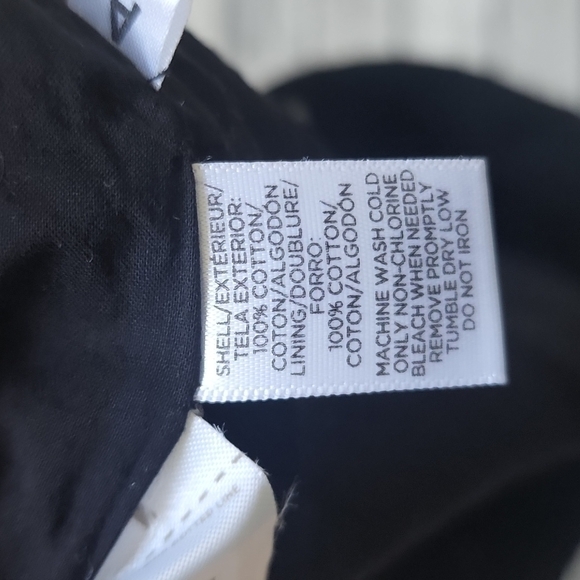 4
SHELL/EXTÉRIEUR/
TELA EXTERIOR:
100% COTTON/
COTON/ALGODÓN
LINING/DOUBLURE/
FORRO:
100% COTTON/
COTON/ALGODÓN
MACHINE WASH COLD
ONLY NON-CHLORINE
BLEACH WHEN NEEDED
REMOVE PROMPTLY
TUMBLE DRY LOW
DO NOT IRON